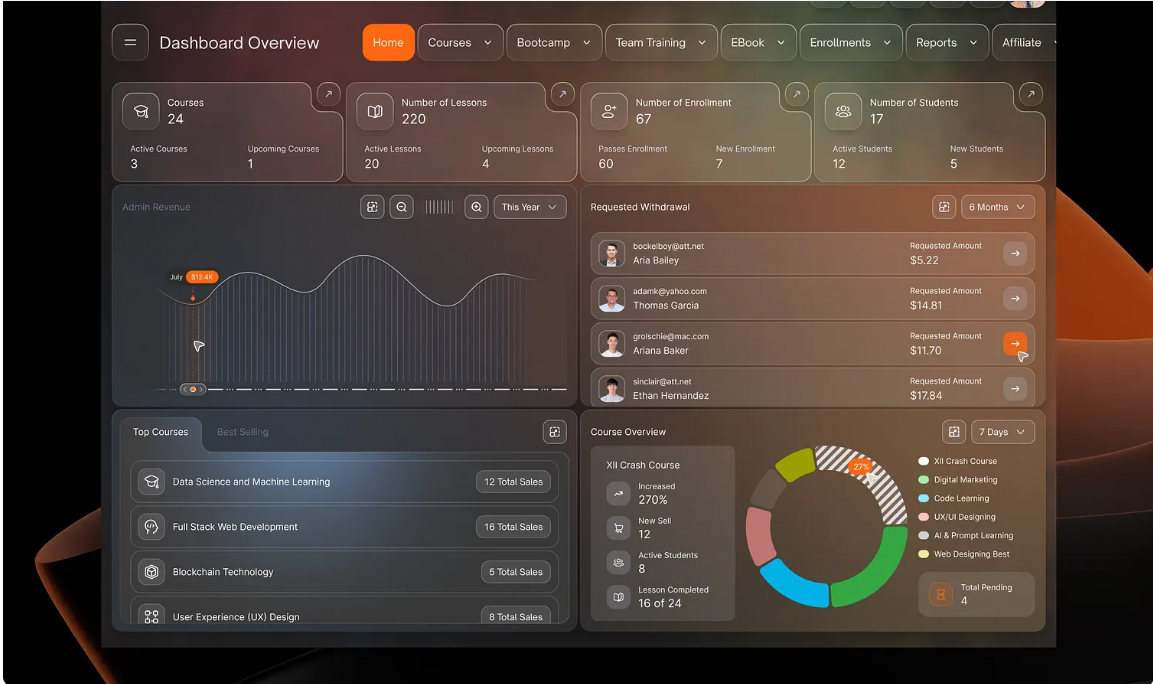 Dashboard Overview
Home
Courses
Bootcamp
Team Training
EBook
Enrollments
Reports
Affiliate
Courses
24
Active Courses
3
Upcoming Courses
1
Number of Lessons
220
Active Lessons
20
Upcoming Lessons
4
Number of Enrollment
67
Passes Enrollment
60
New Enrollment
7
Number of Students
17
Active Students
12
New Students
5
Admin Revenue
This Year
July
$12.4K
Requested Withdrawal
6 Months
bockelboy@att.net
Aria Bailey
Requested Amount
$5.22
adamk@yahoo.com
Thomas Garcia
Requested Amount
$14.81
grolschie@mac.com
Ariana Baker
Requested Amount
$11.70
sinclair@att.net
Ethan Hernandez
Requested Amount
$17.84
Top Courses
Best Selling
Data Science and Machine Learning
12 Total Sales
Full Stack Web Development
16 Total Sales
Blockchain Technology
5 Total Sales
User Experience (UX) Design
8 Total Sales
Course Overview
7 Days
XII Crash Course
Increased
270%
New Sell
12
Active Students
8
Lesson Completed
16 of 24
27%
XII Crash Course
Digital Marketing
Code Learning
UX/UI Designing
AI & Prompt Learning
Web Designing Best
Total Pending
4